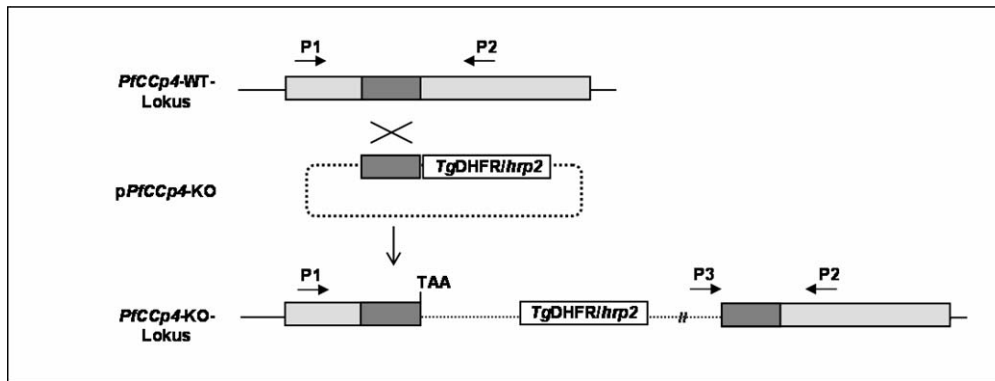 P1 P2
PfCCp4-WT-
Lokus
TgDHFR/hrp2
pPfCCp4-KO
P1 TAA P3 P2
TgDHFR/hrp2
PfCCp4-KO-
Lokus